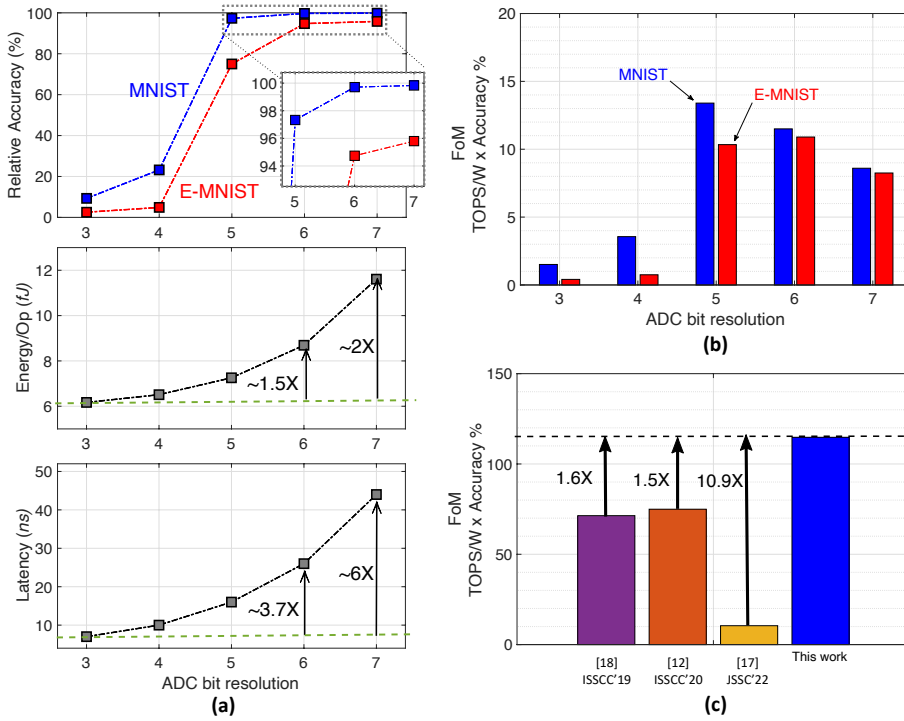 100
80
60
40
20
0
Relative Accuracy (%)
MNIST
E-MNIST
100
98
96
94
5
6
7
3
4
5
6
7
12
10
8
6
Energy/Op (fJ)
~1.5X
~2X
3
4
5
6
7
50
40
30
20
10
Latency (ns)
~3.7X
~6X
3
4
5
6
7
ADC bit resolution
(a)
20
15
10
5
0
FoM
TOPS/W x Accuracy %
MNIST
E-MNIST
3
4
5
6
7
ADC bit resolution
(b)
150
100
50
0
FoM
TOPS/W x Accuracy %
1.6X
1.5X
10.9X
[18]
ISSCC'19
[12]
ISSCC'20
[17]
JSSC'22
This work
(c)